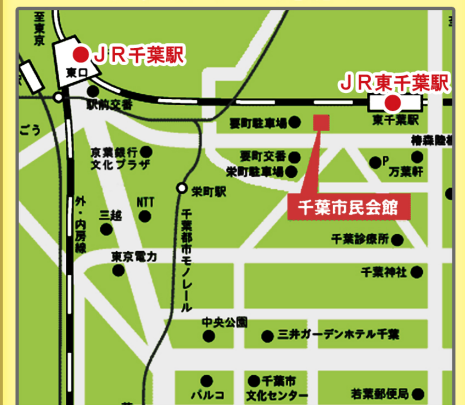 至東京
JR千葉駅
東口
駅前交番
JR東千葉駅
東千葉駅
要町駐車場
椿森陸橋
ごう
京葉銀行
文化プラザ
要町交番
栄町駐車場
P
万葉軒
栄町駅
千葉市民会館
外・内房線
NTT
三越
千葉都市モノレール
千葉診療所
東京電力
千葉神社
中央公園
三井ガーデンホテル千葉
パルコ
千葉市
文化センター
若葉郵便局